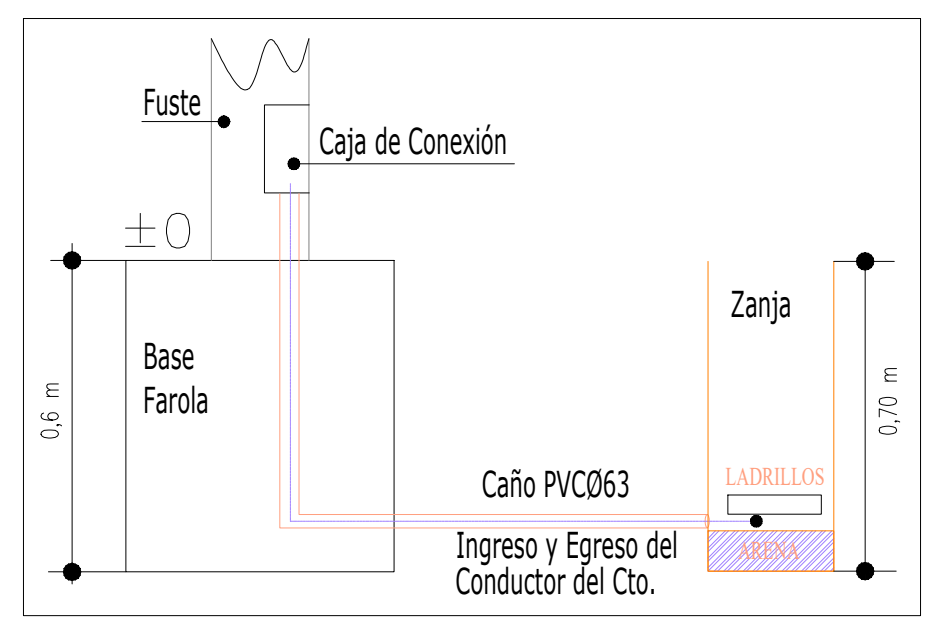 Fuste
Caja de Conexión
±0
Zanja
Base
Farola
0,6 m
0,70 m
LADRILLOS
Caño PVCØ63
ARENA
Ingreso y Egreso del
Conductor del Cto.